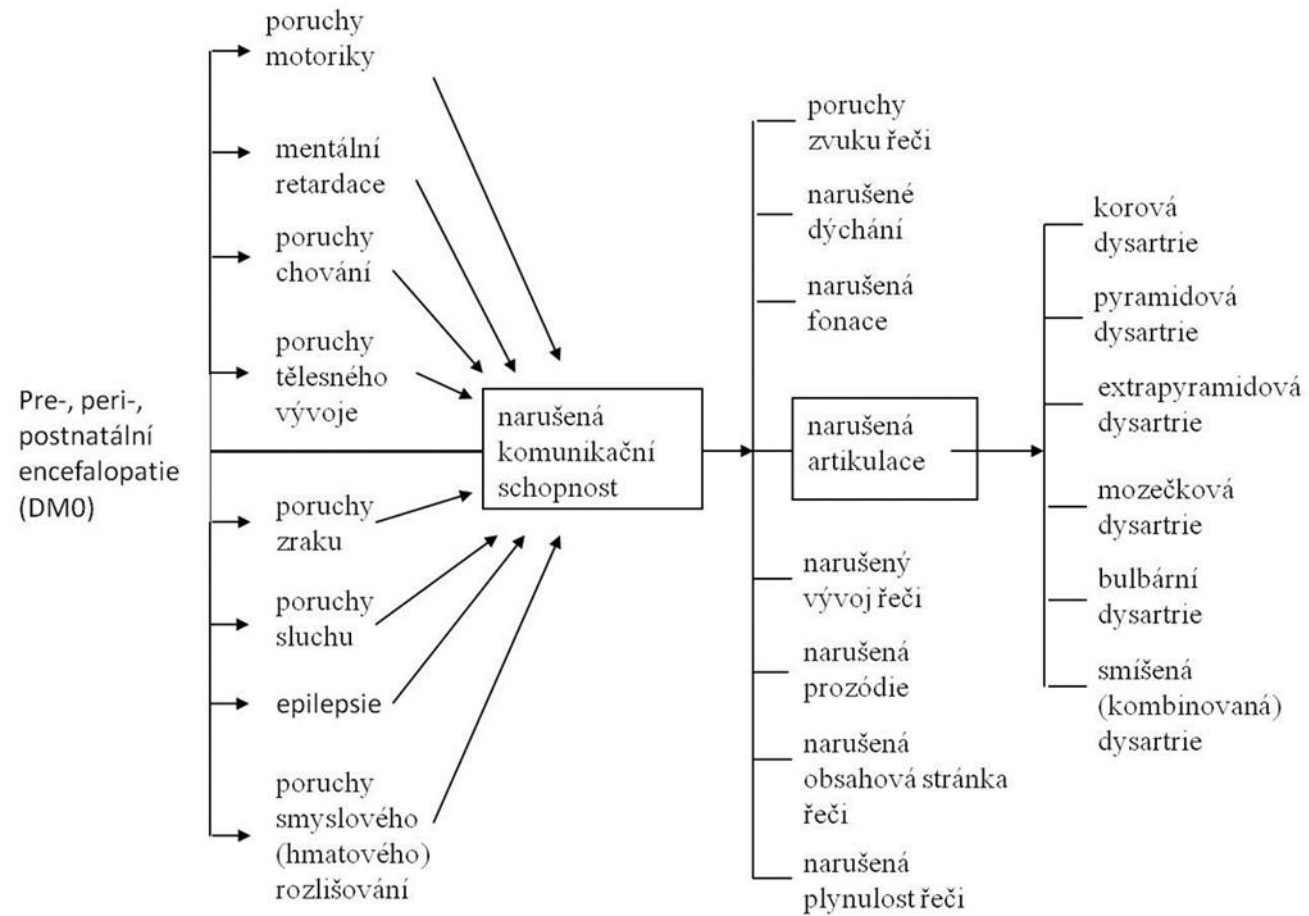 Pre-, peri-,
postnatální
encefalopatie
(DM0)
poruchy
motoriky
mentální
retardace
poruchy
chování
poruchy
tělesného
vývoje
poruchy
zraku
poruchy
sluchu
epilepsie
poruchy
smyslového
(hmatového)
rozlišování
narušená
komunikační
schopnost
poruchy
zvuku řeči
narušené
dýchání
narušená
fonace
narušená
artikulace
narušený
vývoj řeči
narušená
prozódie
narušená
obsahová stránka
řeči
narušená
plynulost řeči
korová
dysartrie
pyramidová
dysartrie
extrapyramidová
dysartrie
mozečková
dysartrie
bulbární
dysartrie
smíšená
(kombinovaná)
dysartrie